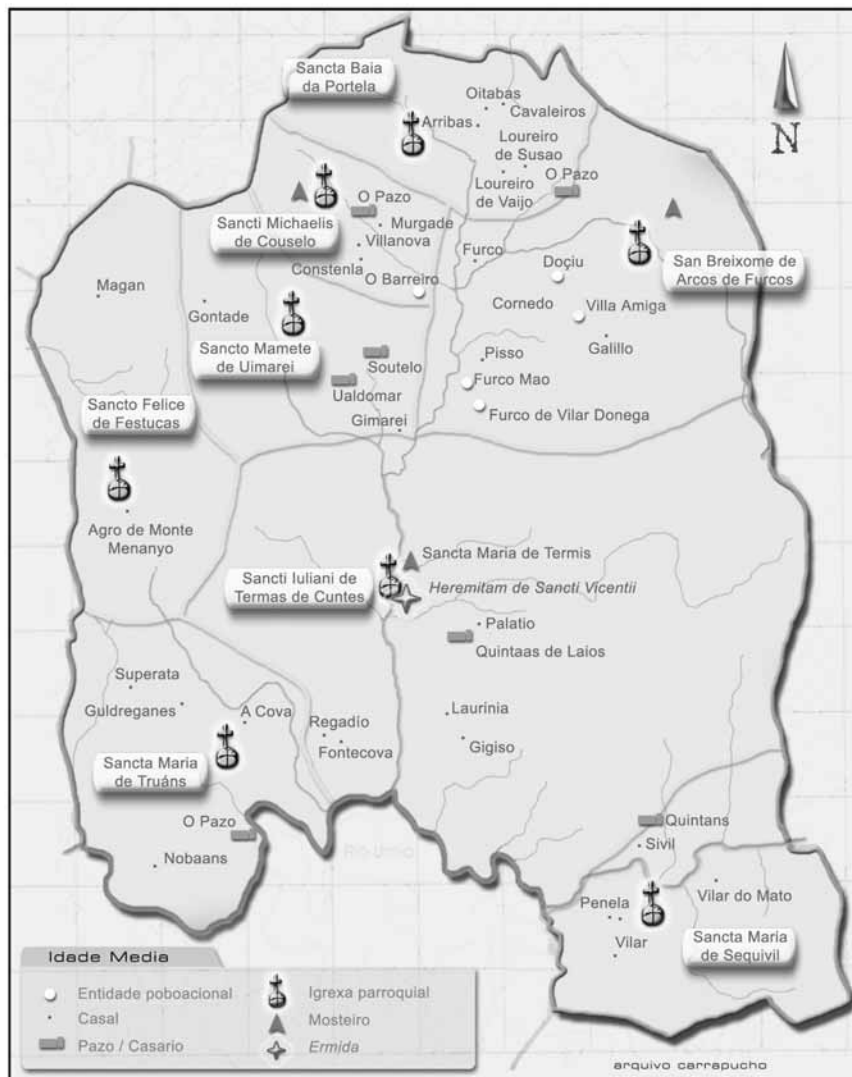 Sancta Baia
da Portela
Oitabas
Cavaleiros
Arribas
Loureiro
de Susao
Loureiro
de Vaijo
O Pazo
N
Sancti Michaelis
de Couselo
O Pazo
Murgade
Villanova
Constenla
O Barreiro
Furco
Doçiu
San Breixome de
Arcos de Furcos
Magan
Gontade
Cornedo
Villa Amiga
Galillo
Sancto Mamete
de Uimarei
Soutelo
Ualdomar
Gimarei
Pisso
Furco Mao
Furco de Vilar Donega
Sancto Felice
de Festucas
Agro de Monte
Menanyo
Sancta Maria de Termis
Sancti Iuliani de
Termas de Cuntes
Heremitam de Sancti Vicentii
Palatio
Quintaas de Laios
Superata
Guldreganes
A Cova
Regadío
Fontecova
Laurinia
Gigiso
Sancta Maria
de Truáns
O Pazo
Nobaans
Río Umia
Quintans
Sivil
Penela
Vilar
Vilar do Mato
Sancta Maria
de Sequivil
Idade Media
Entidade poboacional
Casal
Pazo / Casario
Igrexa parroquial
Mosteiro
Ermida
arquivo carrapucho